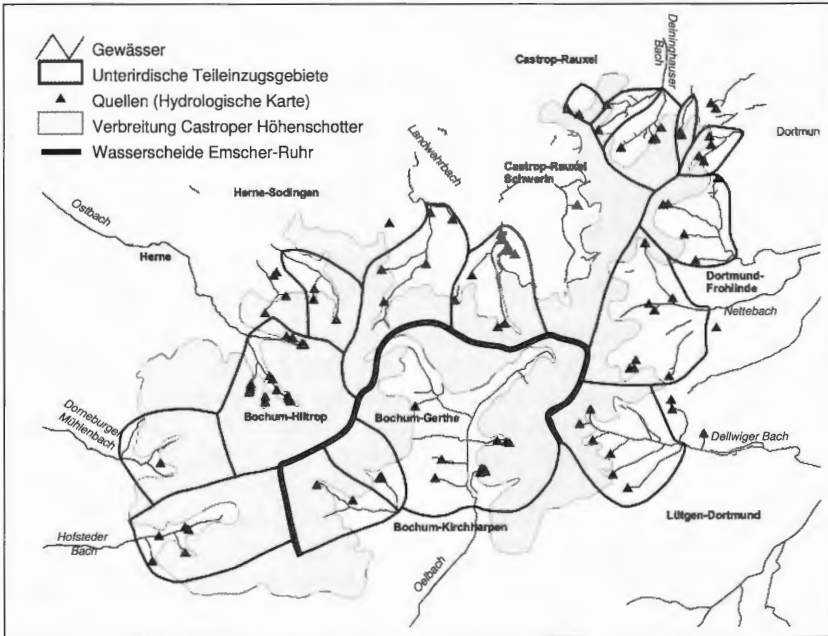 Gewässer
Unterirdische Teileinzugsgebiete
Quellen (Hydrologische Karte)
Verbreitung Castroper Höhenschotter
Wasserscheide Emscher-Ruhr
Castrop-Rauxel
Deininghauser
Bach
Dortmun
Landwehrbach
Castrop-Rauxel
Schwerin
Herne-Sodingen
Ostbach
Herne
Dortmund-
Frohlinde
Nettebach
Dorneburger
Mühlenbach
Bochum-Hiltrop
Bochum-Gerthe
Dellwiger Bach
Hofsteder
Bach
Bochum-Kirchharpen
Lütgen-Dortmund
Oelbach